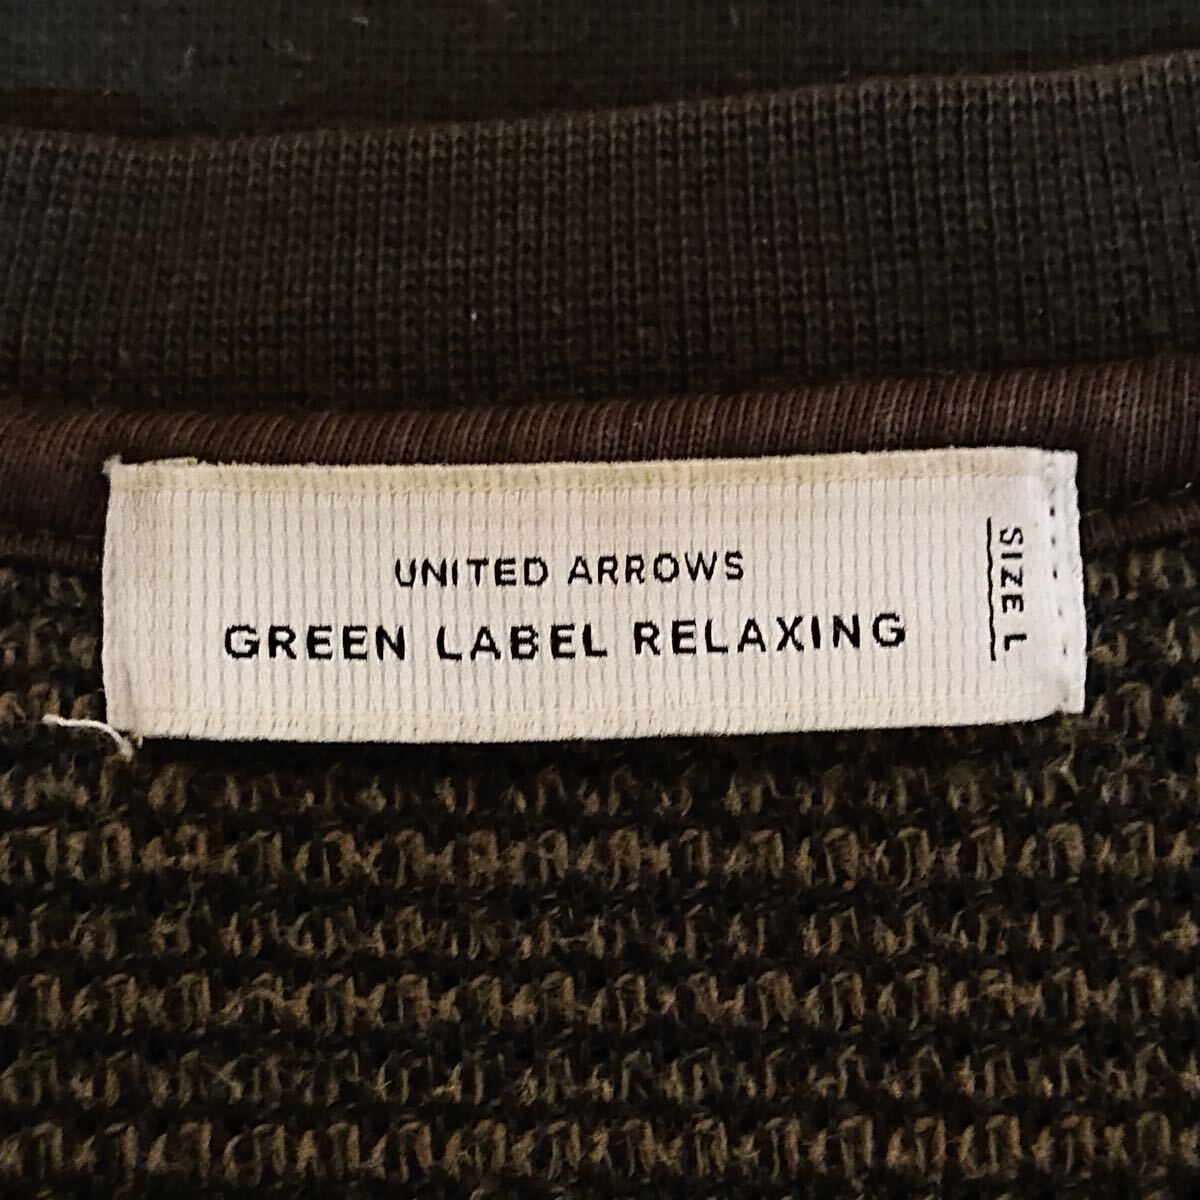 UNITED ARROWS
GREEN LABEL RELAXING
SIZE L